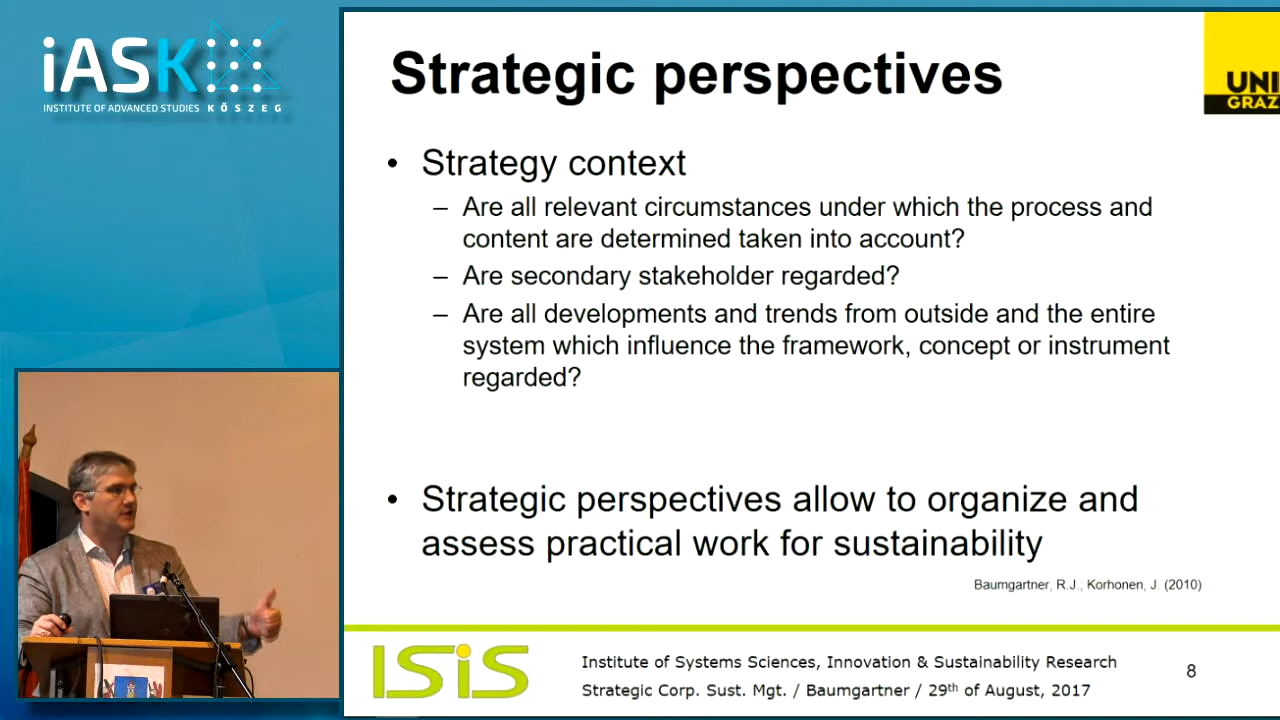 iASK
INSTITUTE OF ADVANCED STUDIES KŐSZEG
Strategic perspectives
UNI
GRAZ
• Strategy context
– Are all relevant circumstances under which the process and
content are determined taken into account?
– Are secondary stakeholder regarded?
– Are all developments and trends from outside and the entire
system which influence the framework, concept or instrument
regarded?
• Strategic perspectives allow to organize and
assess practical work for sustainability
Baumgartner, R.J.; Korhonen, J. (2010)
ISiS
Institute of Systems Sciences, Innovation & Sustainability Research
Strategic Corp. Sust. Mgt. / Baumgartner / 29th of August, 2017
8